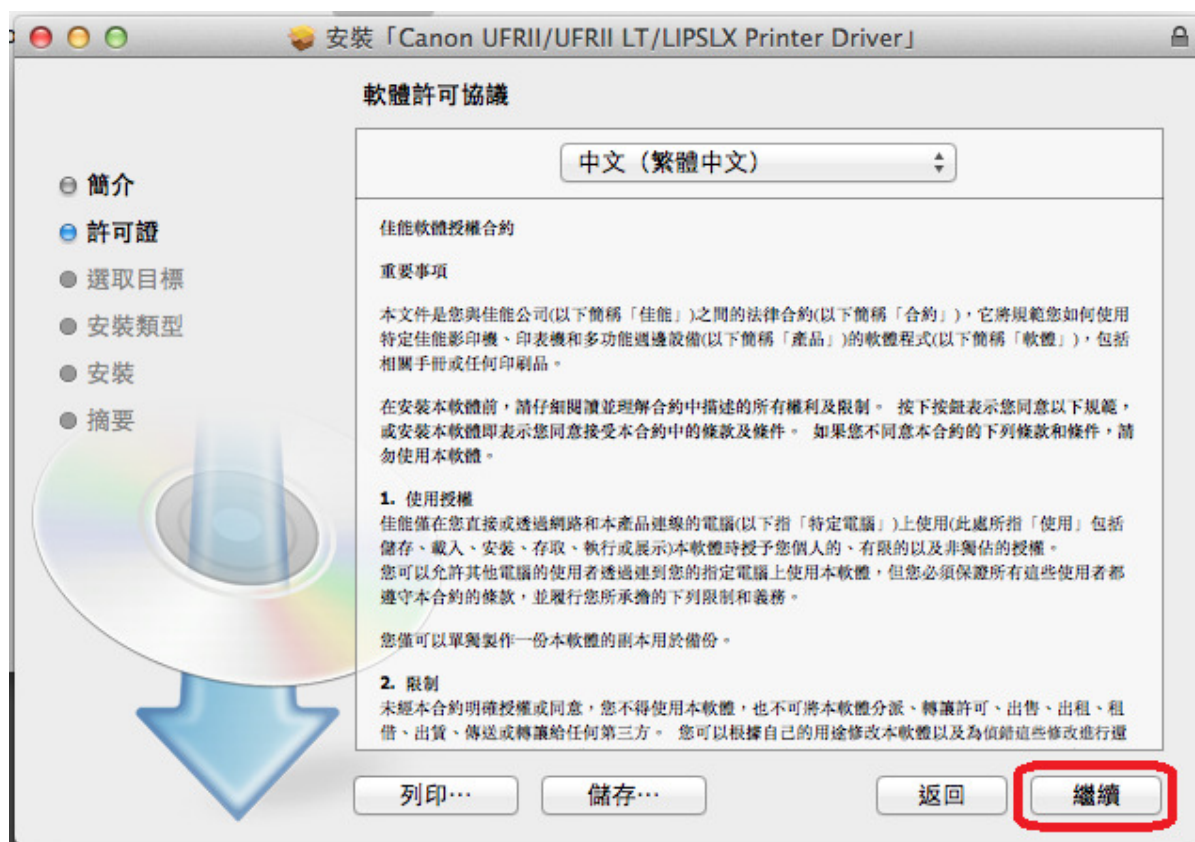 安裝「Canon UFRII/UFRII LT/LIPSLX Printer Driver」
軟體許可協議
簡介
許可證
選取目標
安裝類型
安裝
摘要
中文（繁體中文）
佳能軟體授權合約
重要事項
本文件是您與佳能公司(以下簡稱「佳能」)之間的法律合約(以下簡稱「合約」)，它將規範您如何使用
特定佳能影印機、印表機和多功能週邊設備(以下簡稱「產品」)的軟體程式(以下簡稱「軟體」)，包括
相關手冊或任何印刷品。
在安裝本軟體前，請仔細閱讀並理解合約中描述的所有權利及限制。 按下按鈕表示您同意以下規範，
或安裝本軟體即表示您同意接受本合約中的條款及條件。 如果您不同意本合約的下列條款和條件，請
勿使用本軟體。
1. 使用授權
佳能僅在您直接或透過網路和本產品連線的電腦(以下指「特定電腦」)上使用(此處所指「使用」包括
儲存、載入、安裝、存取、執行或展示)本軟體時授予您個人的、有限的以及非獨佔的授權。
您可以允許其他電腦的使用者透過連到您的指定電腦上使用本軟體，但您必須保證所有這些使用者都
遵守本合約的條款，並履行您所承擔的下列限制和義務。
您僅可以單獨製作一份本軟體的副本用於備份。
2. 限制
未經本合約明確授權或同意，您不得使用本軟體，也不可將本軟體分派、轉讓許可、出售、出租、租
借、出貸、傳送或轉讓給任何第三方。 您可以根據自己的用途修改本軟體以及為偵錯這些修改進行還
列印…
儲存…
返回
繼續